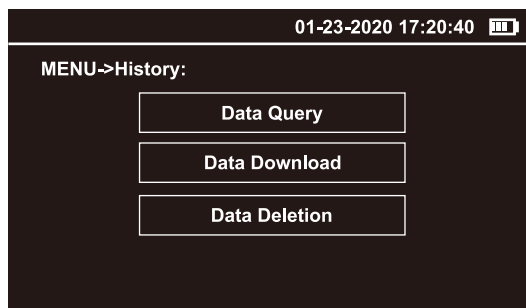 01-23-2020 17:20:40
MENU->History:
Data Query
Data Download
Data Deletion